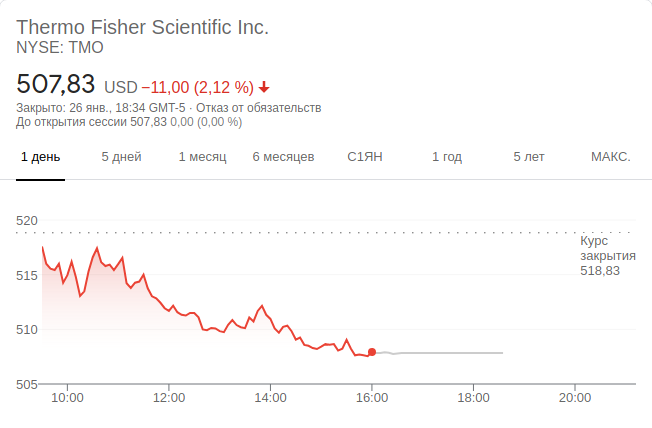 Thermo Fisher Scientific Inc.
NYSE: TMO
507,83 USD −11,00 (2,12 %)
Закрыто: 26 янв., 18:34 GMT-5 · Отказ от обязательств
До открытия сессии 507,83 0,00 (0,00 %)
1 день 5 дней 1 месяц 6 месяцев С1ЯН 1 год 5 лет МАКС.
520
Курс
закрытия
518,83
515
510
505
10:00 12:00 14:00 16:00 18:00 20:00